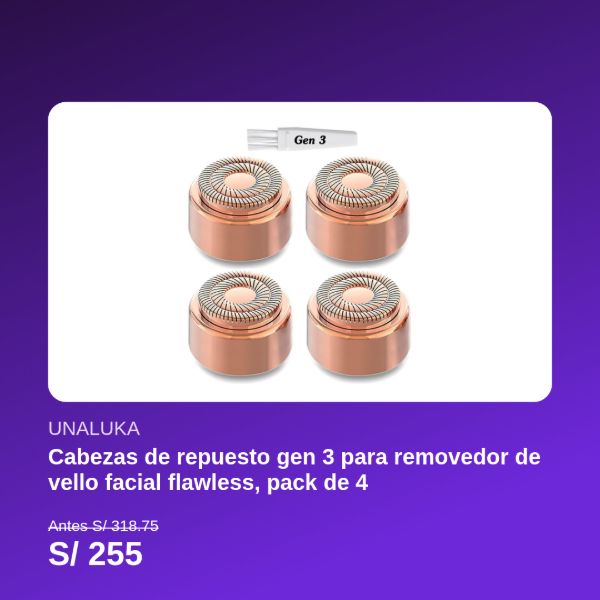 Gen 3
UNALUKA
Cabezas de repuesto gen 3 para removedor de
vello facial flawless, pack de 4
Antes S/ 318.75
S/ 255